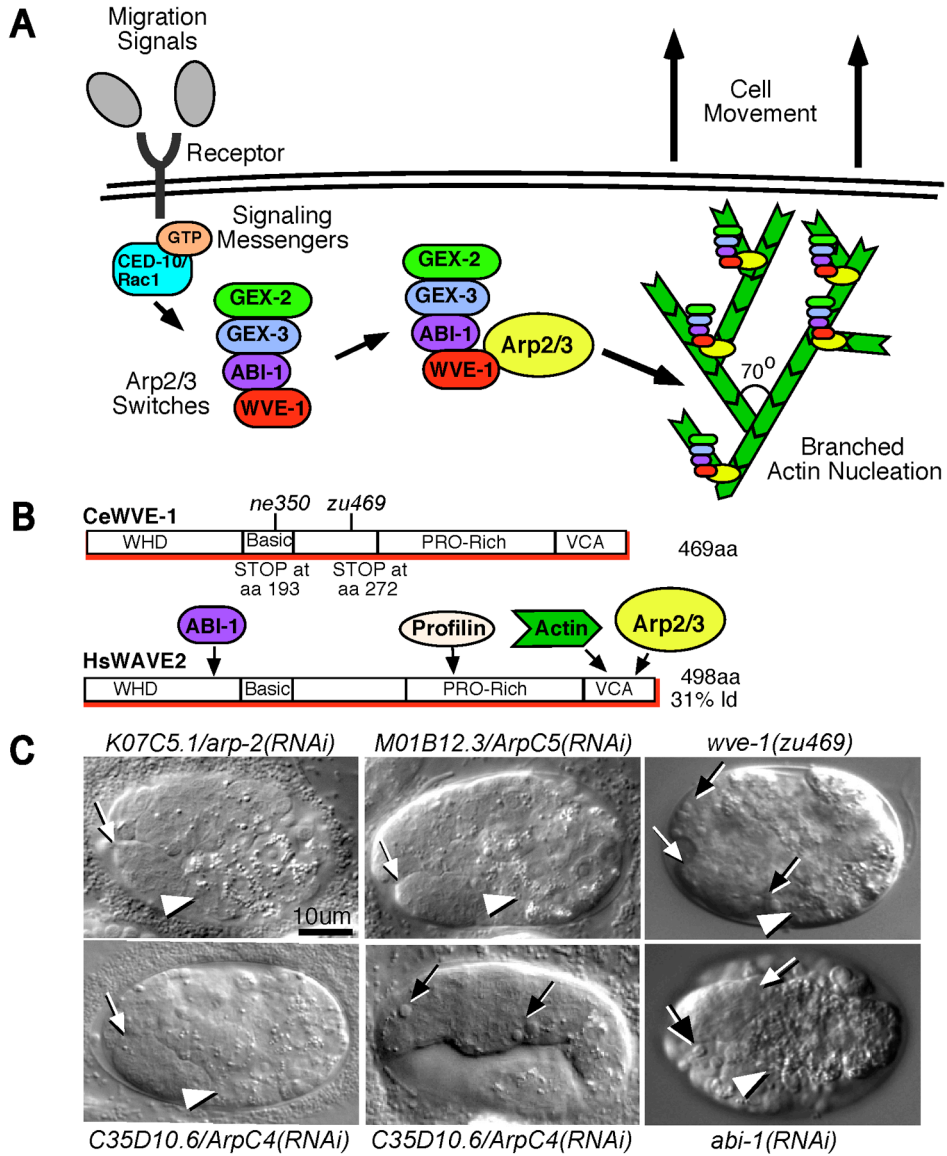 A
Migration
Signals
Receptor
Cell
Movement
GTP
Signaling
Messengers
CED-10/
Rac1
GEX-2
GEX-3
ABI-1
WVE-1
Arp2/3
Switches
GEX-2
GEX-3
ABI-1
WVE-1
Arp2/3
70o
Branched
Actin Nucleation
B
ne350 zu469
CeWVE-1
WHD Basic PRO-Rich VCA 469aa
STOP at STOP at
aa 193 aa 272
ABI-1 Profilin Actin Arp2/3
HsWAVE2
WHD Basic PRO-Rich VCA 498aa
31% Id
C
K07C5.1/arp-2(RNAi) M01B12.3/ArpC5(RNAi) wve-1(zu469)
10um
C35D10.6/ArpC4(RNAi) C35D10.6/ArpC4(RNAi) abi-1(RNAi)